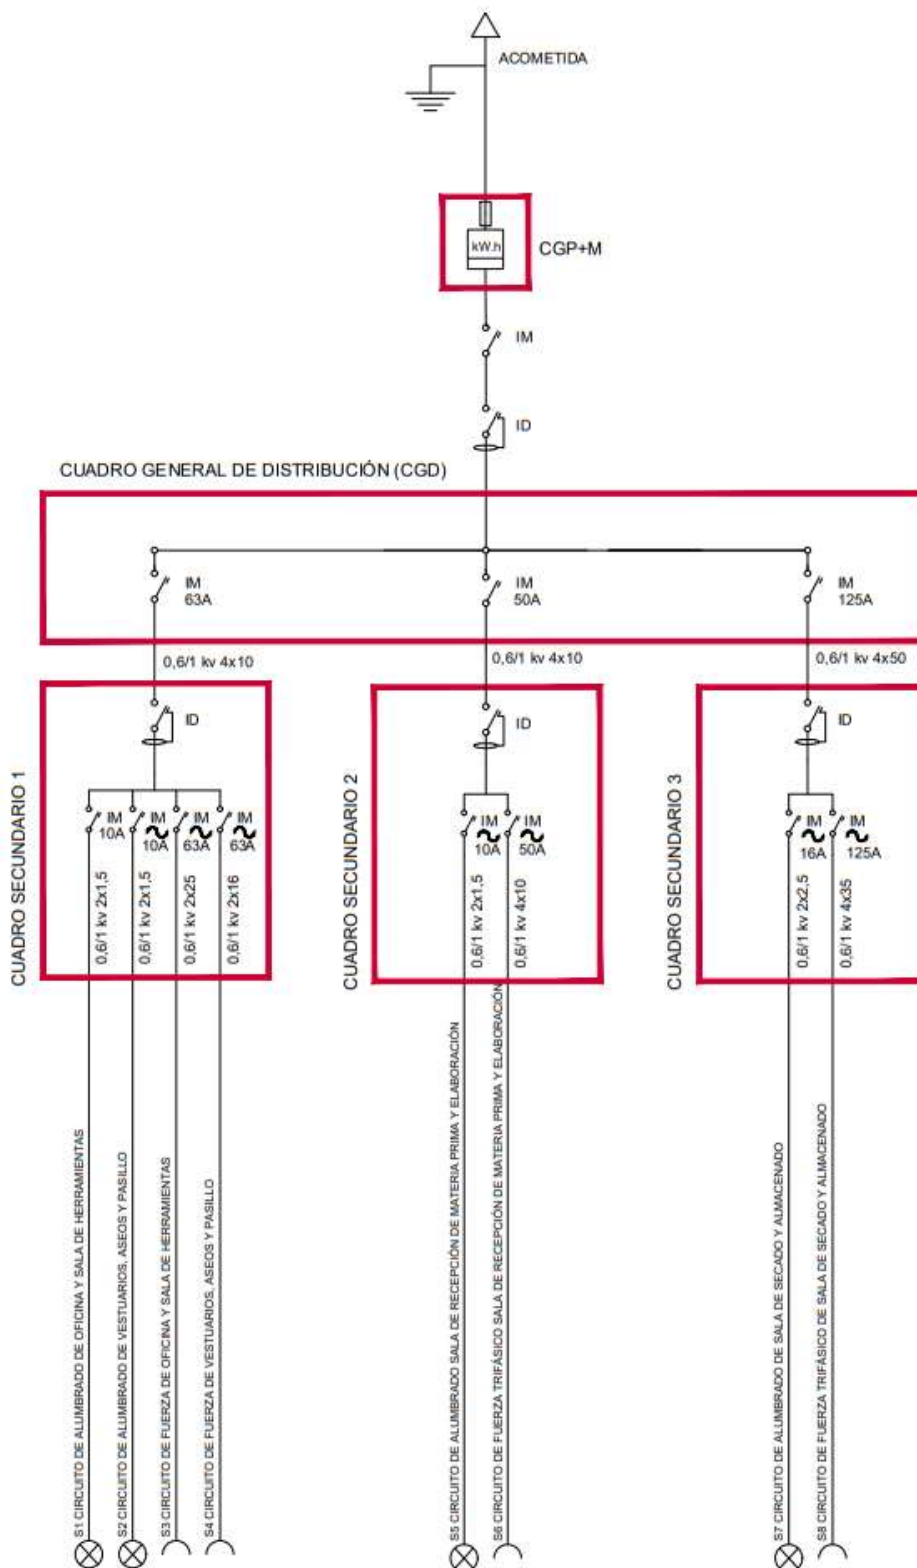 ACOMETIDA
kW.h
CGP+M
IM
ID
CUADRO GENERAL DE DISTRIBUCIÓN (CGD)
IM
63A
IM
50A
IM
125A
0,6/1 kv 4x10
0,6/1 kv 4x10
0,6/1 kv 4x50
CUADRO SECUNDARIO 1
ID
IM
10A
IM
10A
IM
63A
IM
63A
0,6/1 kv 2x1,5
0,6/1 kv 2x1,5
0,6/1 kv 2x25
0,6/1 kv 2x16
CUADRO SECUNDARIO 2
ID
IM
10A
IM
50A
0,6/1 kv 2x1,5
0,6/1 kv 4x10
CUADRO SECUNDARIO 3
ID
IM
16A
IM
125A
0,6/1 kv 2x2,5
0,6/1 kv 4x35
S1 CIRCUITO DE ALUMBRADO DE OFICINA Y SALA DE HERRAMIENTAS
S2 CIRCUITO DE ALUMBRADO DE VESTUARIOS, ASEOS Y PASILLO
S3 CIRCUITO DE FUERZA DE OFICINA Y SALA DE HERRAMIENTAS
S4 CIRCUITO DE FUERZA DE VESTUARIOS, ASEOS Y PASILLO
S5 CIRCUITO DE ALUMBRADO SALA DE RECEPCIÓN DE MATERIA PRIMA Y ELABORACIÓN
S6 CIRCUITO DE FUERZA TRIFÁSICO SALA DE RECEPCIÓN DE MATERIA PRIMA Y ELABORACIÓN
S7 CIRCUITO DE ALUMBRADO DE SALA DE SECADO Y ALMACENADO
S8 CIRCUITO DE FUERZA TRIFÁSICO DE SALA DE SECADO Y ALMACENADO